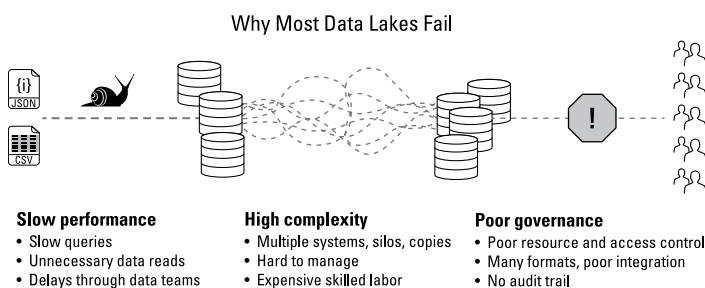 Why Most Data Lakes Fail
{i}
JSON
CSV
!
Slow performance
• Slow queries
• Unnecessary data reads
• Delays through data teams
High complexity
• Multiple systems, silos, copies
• Hard to manage
• Expensive skilled labor
Poor governance
• Poor resource and access control
• Many formats, poor integration
• No audit trail